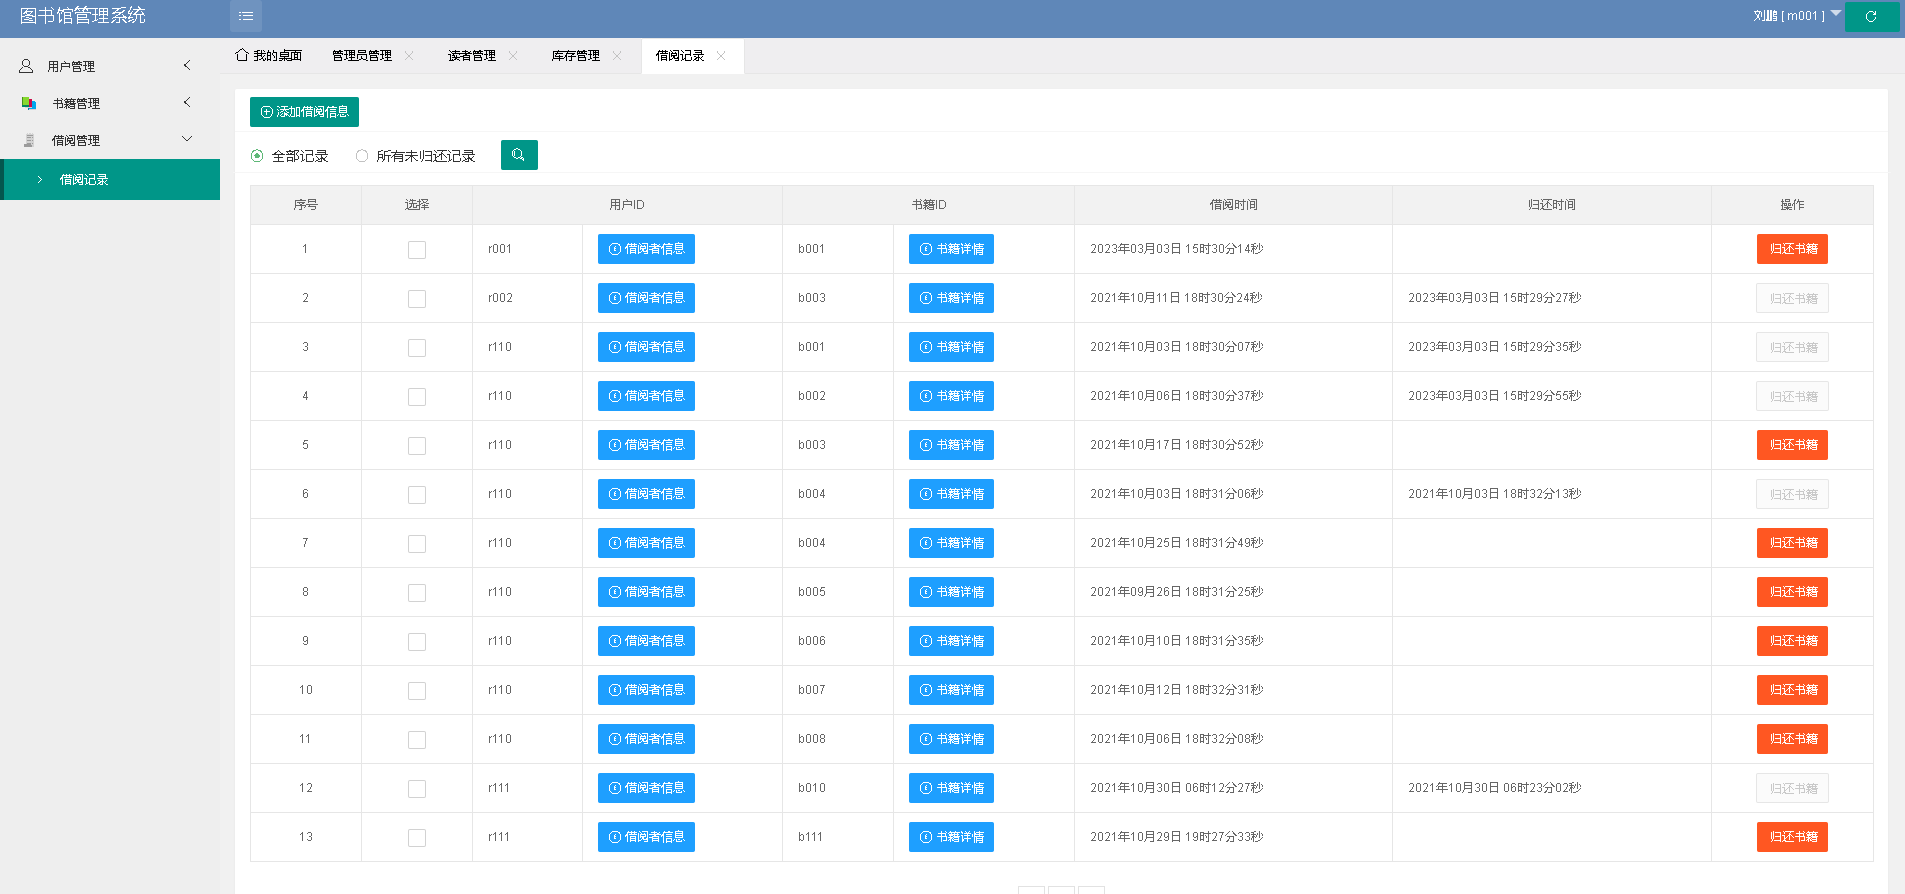 图书馆管理系统
刘鹏 [ m001 ]
用户管理
书籍管理
借阅管理
借阅记录
我的桌面 管理员管理 读者管理 库存管理 借阅记录
添加借阅信息
全部记录 所有未归还记录
序号 选择 用户ID 书籍ID 借阅时间 归还时间 操作
1 r001 借阅者信息 b001 书籍详情 2023年03月03日 15时30分14秒 归还书籍
2 r002 借阅者信息 b003 书籍详情 2021年10月11日 18时30分24秒 2023年03月03日 15时29分27秒 归还书籍
3 r110 借阅者信息 b001 书籍详情 2021年10月03日 18时30分07秒 2023年03月03日 15时29分35秒 归还书籍
4 r110 借阅者信息 b002 书籍详情 2021年10月06日 18时30分37秒 2023年03月03日 15时29分55秒 归还书籍
5 r110 借阅者信息 b003 书籍详情 2021年10月17日 18时30分52秒 归还书籍
6 r110 借阅者信息 b004 书籍详情 2021年10月03日 18时31分06秒 2021年10月03日 18时32分13秒 归还书籍
7 r110 借阅者信息 b004 书籍详情 2021年10月25日 18时31分49秒 归还书籍
8 r110 借阅者信息 b005 书籍详情 2021年09月26日 18时31分25秒 归还书籍
9 r110 借阅者信息 b006 书籍详情 2021年10月10日 18时31分35秒 归还书籍
10 r110 借阅者信息 b007 书籍详情 2021年10月12日 18时32分31秒 归还书籍
11 r110 借阅者信息 b008 书籍详情 2021年10月06日 18时32分08秒 归还书籍
12 r111 借阅者信息 b010 书籍详情 2021年10月30日 06时12分27秒 2021年10月30日 06时23分02秒 归还书籍
13 r111 借阅者信息 b111 书籍详情 2021年10月29日 19时27分33秒 归还书籍